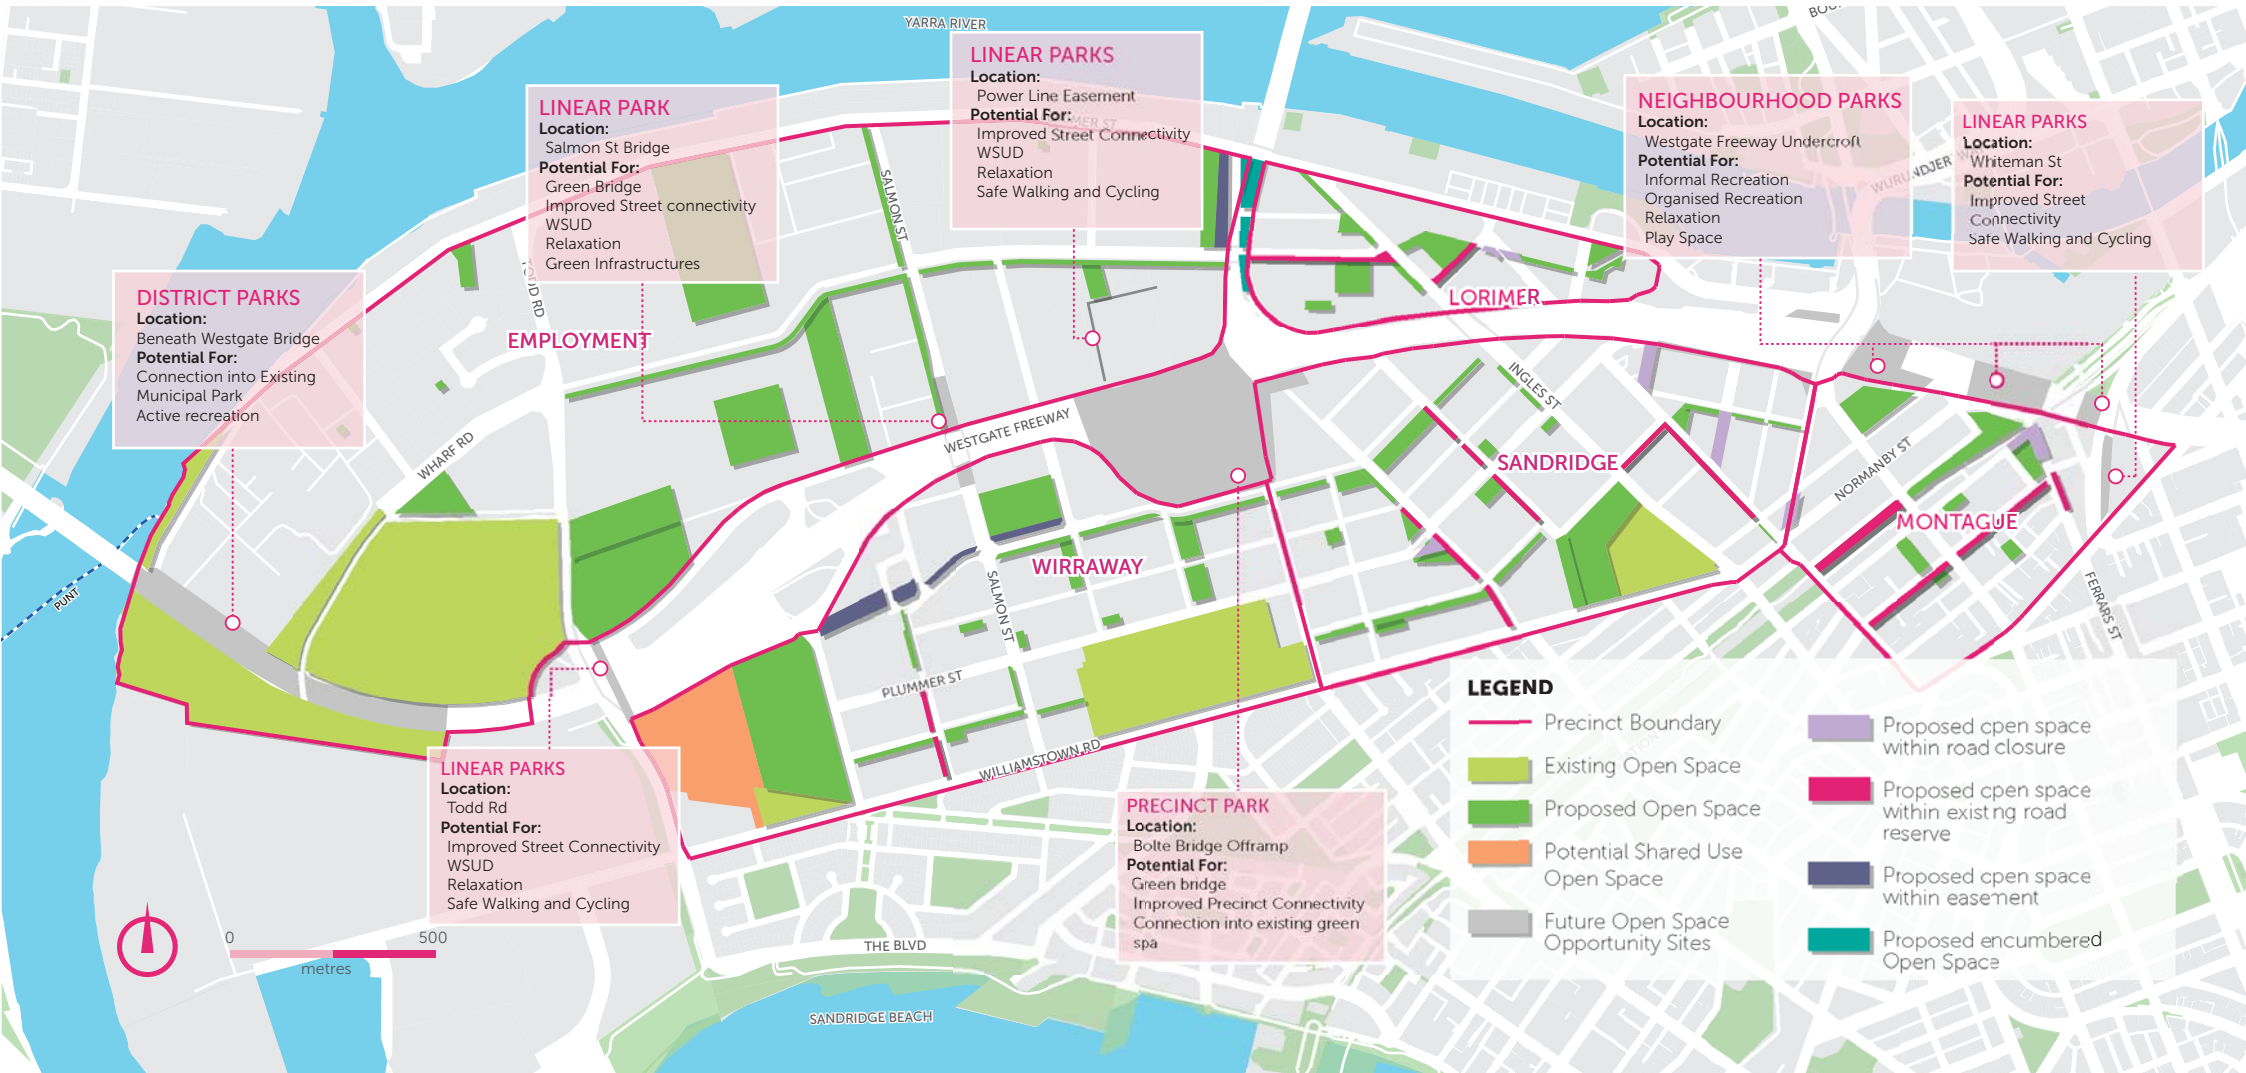 YARRA RIVER
LINEAR PARKS
Location:
Power Line Easement
Potential For:
Improved Street Connectivity
WSUD
Relaxation
Safe Walking and Cycling
LINEAR PARK
Location:
Salmon St Bridge
Potential For:
Green Bridge
Improved Street connectivity
WSUD
Relaxation
Green Infrastructures
NEIGHBOURHOOD PARKS
Location:
Westgate Freeway Undercroft
Potential For:
Informal Recreation
Organised Recreation
Relaxation
Play Space
LINEAR PARKS
Location:
Whiteman St
Potential For:
Improved Street
Connectivity
Safe Walking and Cycling
DISTRICT PARKS
Location:
Beneath Westgate Bridge
Potential For:
Connection into Existing
Municipal Park
Active recreation
SALMON ST
TODD RD
EMPLOYMENT
LORIMER
WHARF RD
WESTGATE FREEWAY
INGLES ST
SANDRIDGE
NORMANBY ST
MONTAGUE
WIRRAWAY
SALMON ST
PUNT
FERRARS ST
PLUMMER ST
WILLIAMSTOWN RD
LINEAR PARKS
Location:
Todd Rd
Potential For:
Improved Street Connectivity
WSUD
Relaxation
Safe Walking and Cycling
PRECINCT PARK
Location:
Bolte Bridge Offramp
Potential For:
Green bridge
Improved Precinct Connectivity
Connection into existing green
spa
THE BLVD
SANDRIDGE BEACH
0 500
metres
LEGEND
Precinct Boundary
Existing Open Space
Proposed Open Space
Potential Shared Use
Open Space
Future Open Space
Opportunity Sites
Proposed open space
within road closure
Proposed open space
within existng road
reserve
Proposed open space
within easement
Proposed encumbered
Open Space